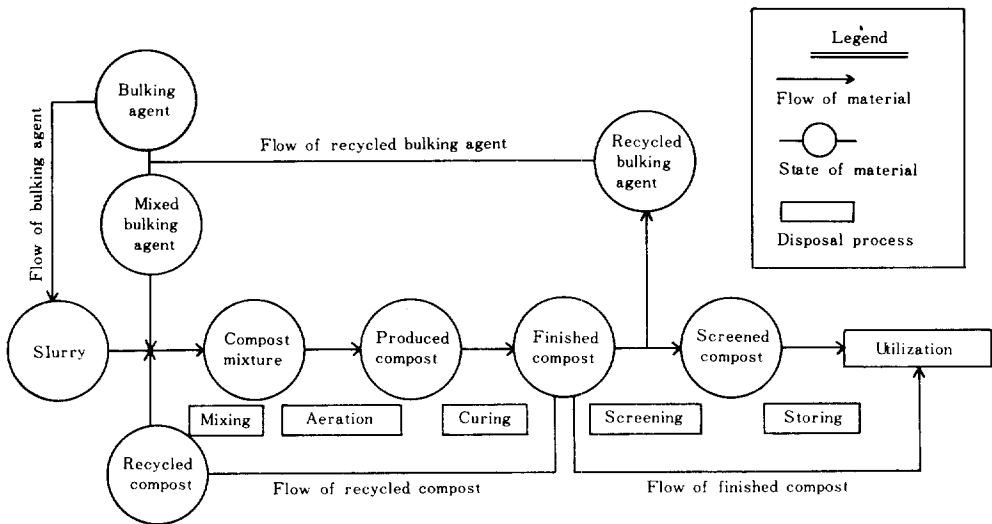 Bulking
agent
Flow of bulking agent
Flow of recycled bulking agent
Recycled
bulking
agent
Mixed
bulking
agent
Legend
Flow of material
State of material
Disposal process
Slurry
Compost
mixture
Produced
compost
Finished
compost
Screened
compost
Utilization
Mixing
Aeration
Curing
Screening
Storing
Recycled
compost
Flow of recycled compost
Flow of finished compost